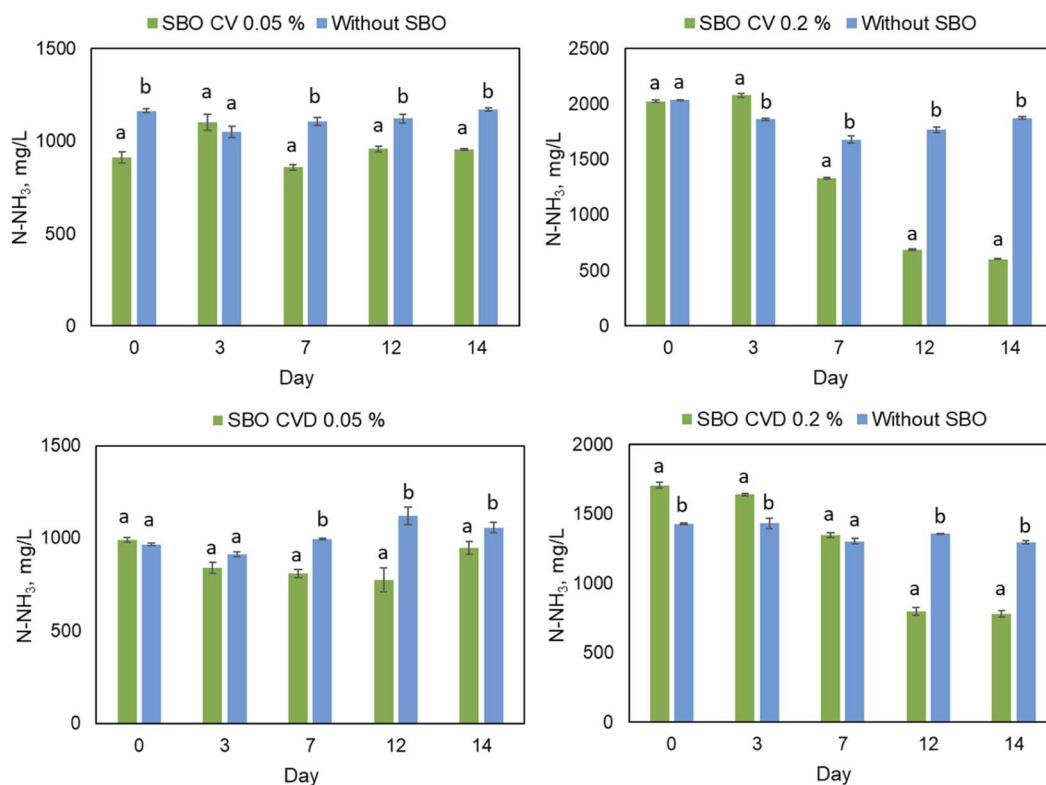 SBO CV 0.05 % Without SBO
1500
1000
500
0
N-NH3, mg/L
a b a a a b a b a b
0 3 7 12 14
Day
SBO CV 0.2 % Without SBO
2500
2000
1500
1000
500
0
N-NH3, mg/L
a a a b a b a b a b
0 3 7 12 14
Day
SBO CVD 0.05 % Without SBO
1500
1000
500
0
N-NH3, mg/L
a a a a a b a b a b
0 3 7 12 14
Day
SBO CVD 0.2 % Without SBO
2000
1500
1000
500
0
N-NH3, mg/L
a b a b a a a b a b
0 3 7 12 14
Day